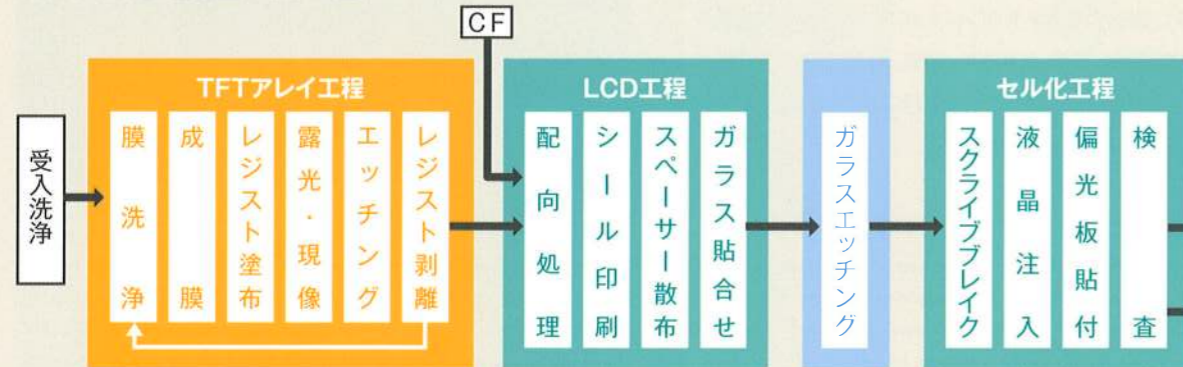 CF
受入洗浄
TFTアレイ工程
膜洗浄
成膜
レジスト塗布
露光・現像
エッチング
レジスト剥離
LCD工程
配向処理
シール印刷
スペーサー散布
ガラス貼合せ
ガラスエッチング
セル化工程
スクライブブレイク
液晶注入
偏光板貼付
検査